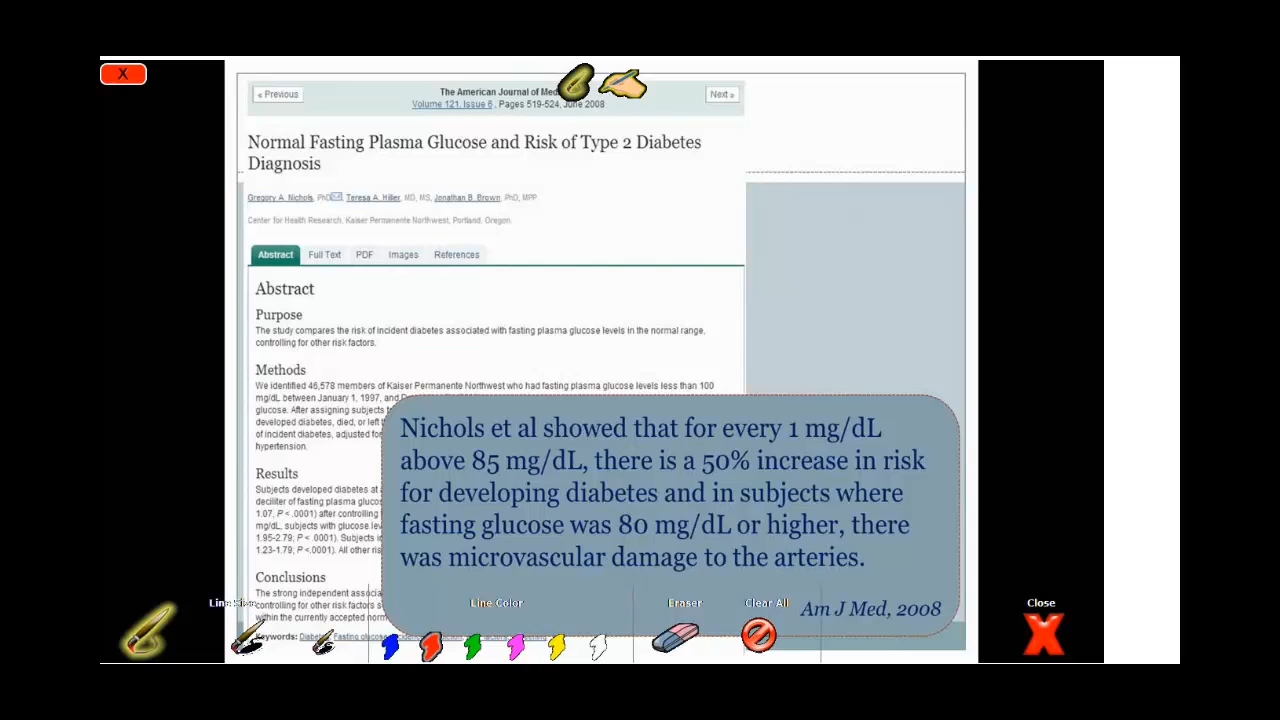 X
« Previous
The American Journal of Med
Next »
Volume 121, Issue 6 , Pages 519-524, June 2008
Normal Fasting Plasma Glucose and Risk of Type 2 Diabetes
Diagnosis
Gregory A. Nichols, PhD, Teresa A. Hillier, MD, MS, Jonathan B. Brown, PhD, MPP
Center for Health Research, Kaiser Permanente Northwest, Portland, Oregon.
Abstract Full Text PDF Images References
Abstract
Purpose
The study compares the risk of incident diabetes associated with fasting plasma glucose levels in the normal range,
controlling for other risk factors.
Methods
We identified 46,578 members of Kaiser Permanente Northwest who had fasting plasma glucose levels less than 100
mg/dL between January 1, 1997, and
glucose. After assigning subjects
developed diabetes, died, or left
of incident diabetes, adjusted for
hypertension.
Results
Subjects developed diabetes at
deciliter of fasting plasma
1.07, P < .0001) after controlling
mg/dL, subjects with glucose
1.95-2.79, P < .0001). Subjects
1.23-1.79, P <.0001). All other
Conclusions
The strong independent
controlling for other risk factors
within the currently accepted
Keywords: Fasting
Nichols et al showed that for every 1 mg/dL
above 85 mg/dL, there is a 50% increase in risk
for developing diabetes and in subjects where
fasting glucose was 80 mg/dL or higher, there
was microvascular damage to the arteries.
Am J Med, 2008
Line Size
Line Color
Eraser
Clear All
Close